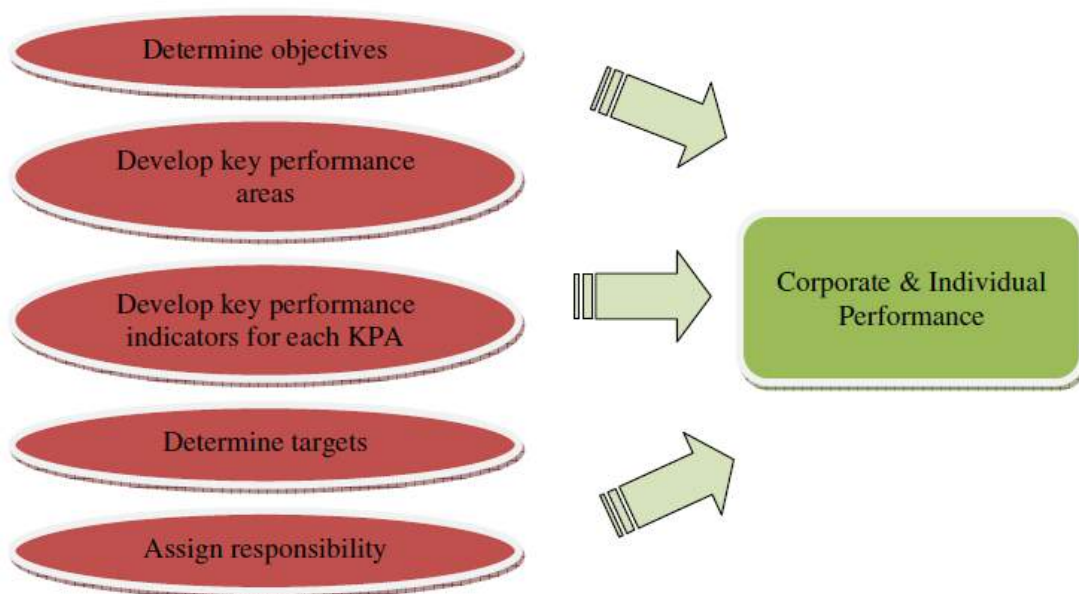 Determine objectives
Develop key performance
areas
Develop key performance
indicators for each KPA
Determine targets
Assign responsibility
Corporate & Individual
Performance